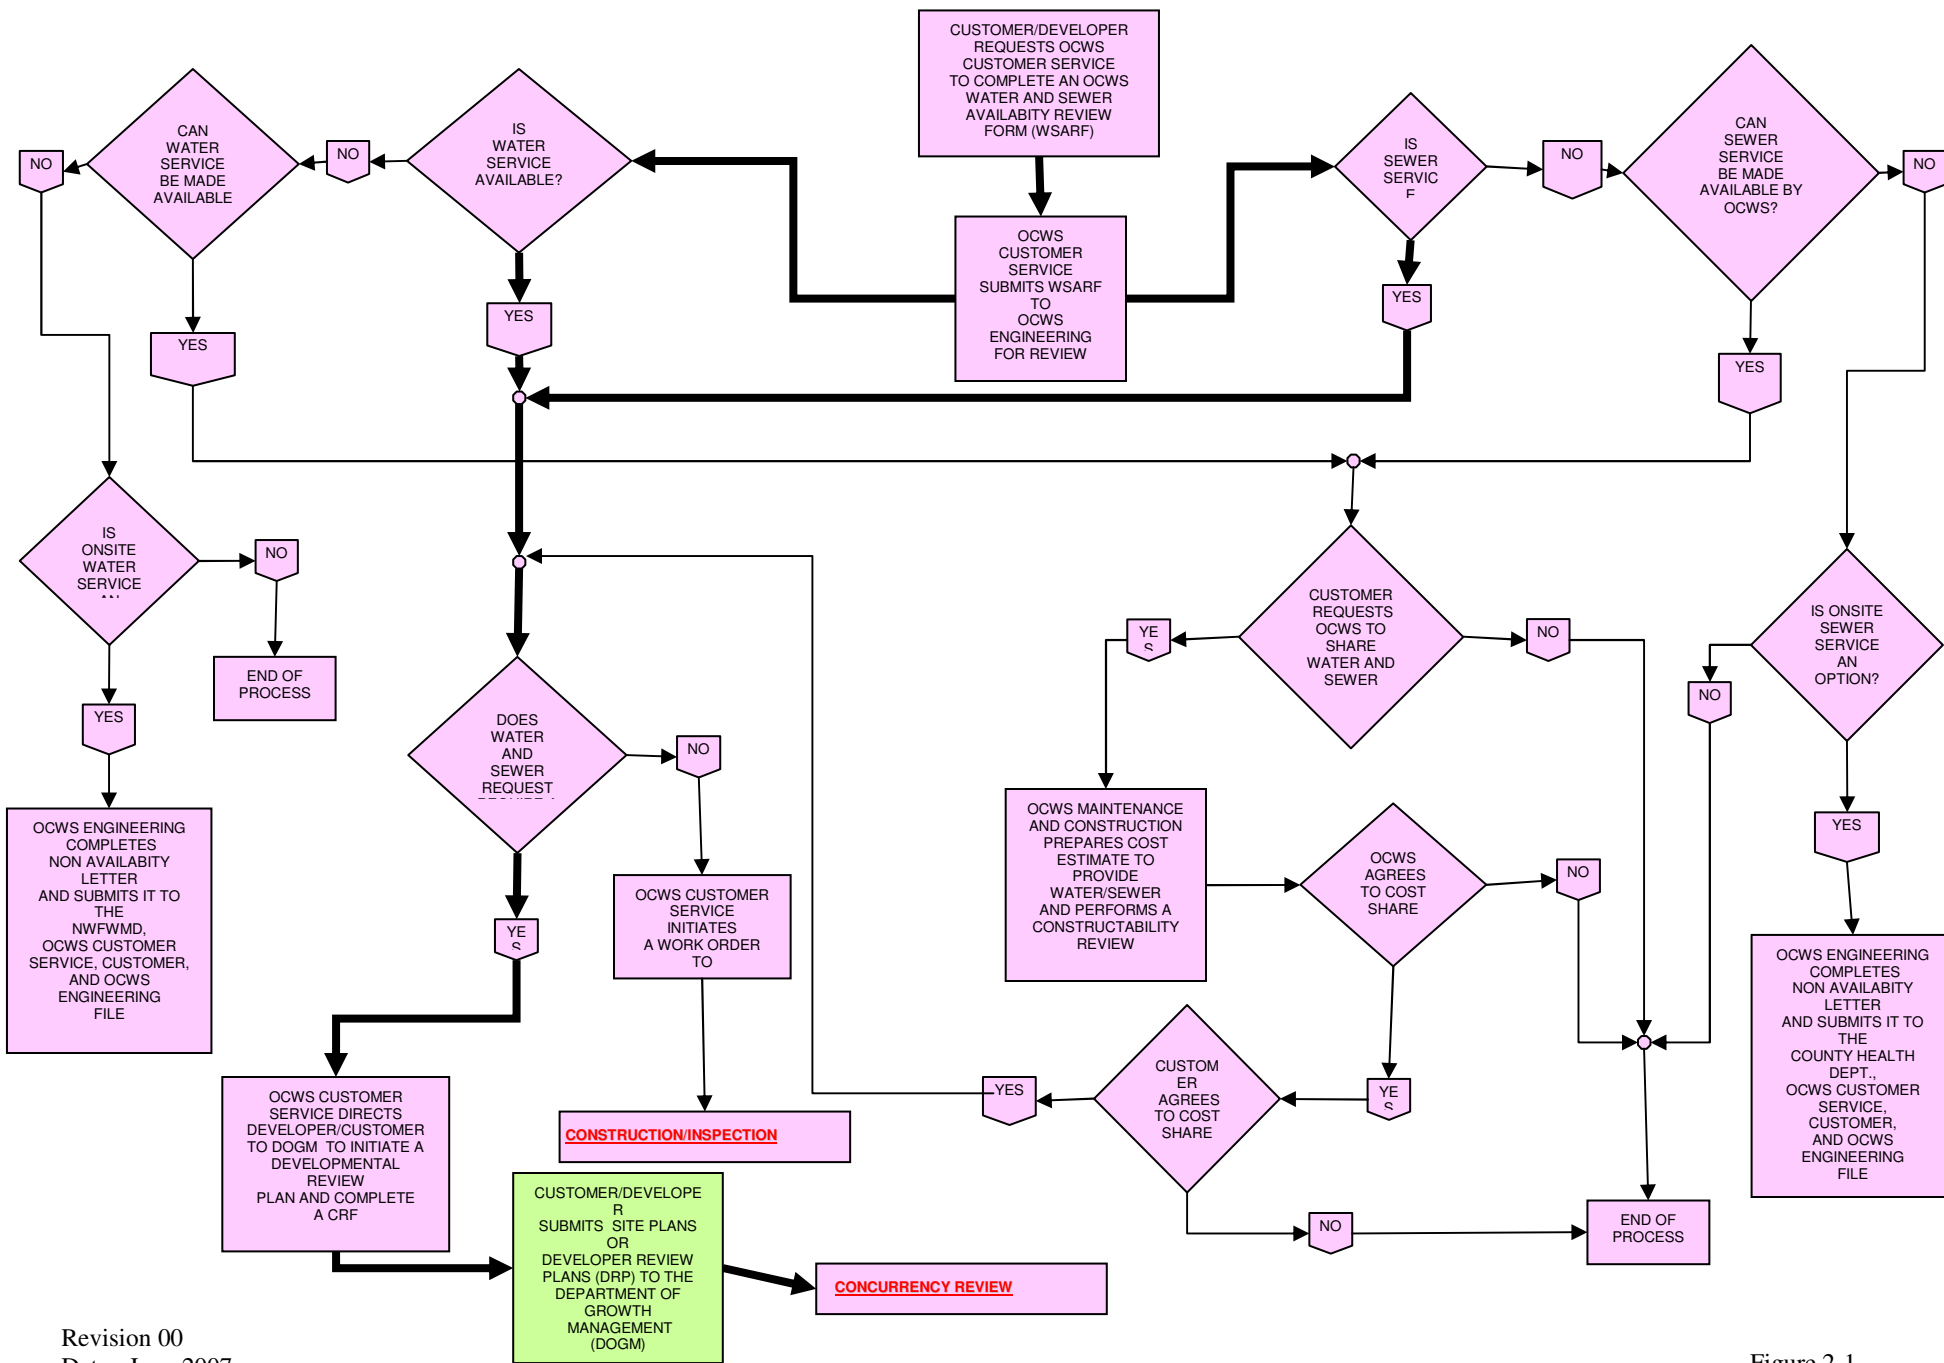 CUSTOMER/DEVELOPER
REQUESTS OCWS
CUSTOMER SERVICE
TO COMPLETE AN OCWS
WATER AND SEWER
AVAILABITY REVIEW
FORM (WSARF)
CAN
WATER
SERVICE
BE MADE
AVAILABLE
IS
WATER
SERVICE
AVAILABLE?
IS
SEWER
SERVIC
CAN
SEWER
SERVICE
BE MADE
AVAILABLE BY
OCWS?
NO
NO
NO
NO
OCWS
CUSTOMER
SERVICE
SUBMITS WSARF
TO
OCWS
ENGINEERING
FOR REVIEW
YES
YES
YES
YES
IS
ONSITE
WATER
SERVICE
NO
END OF
PROCESS
YES
CUSTOMER
REQUESTS
OCWS TO
SHARE
WATER AND
SEWER
YE
S
NO
IS ONSITE
SEWER
SERVICE
AN
OPTION?
NO
YES
DOES
WATER
AND
SEWER
REQUEST
NO
OCWS ENGINEERING
COMPLETES
NON AVAILABITY
LETTER
AND SUBMITS IT TO
THE
NWFWMD,
OCWS CUSTOMER
SERVICE, CUSTOMER,
AND OCWS
ENGINEERING
FILE
OCWS MAINTENANCE
AND CONSTRUCTION
PREPARES COST
ESTIMATE TO
PROVIDE
WATER/SEWER
AND PERFORMS A
CONSTRUCTABILITY
REVIEW
OCWS
AGREES
TO COST
SHARE
NO
OCWS CUSTOMER
SERVICE
INITIATES
A WORK ORDER
TO
YE
S
OCWS ENGINEERING
COMPLETES
NON AVAILABITY
LETTER
AND SUBMITS IT TO
THE
COUNTY HEALTH
DEPT.,
OCWS CUSTOMER
SERVICE,
CUSTOMER,
AND OCWS
ENGINEERING
FILE
OCWS CUSTOMER
SERVICE DIRECTS
DEVELOPER/CUSTOMER
TO DOGM TO INITIATE A
DEVELOPMENTAL
REVIEW
PLAN AND COMPLETE
A CRF
CUSTOM
ER
AGREES
TO COST
SHARE
YES
YE
S
CONSTRUCTION/INSPECTION
CUSTOMER/DEVELOPE
R
SUBMITS SITE PLANS
OR
DEVELOPER REVIEW
PLANS (DRP) TO THE
DEPARTMENT OF
GROWTH
MANAGEMENT
(DOGM)
NO
END OF
PROCESS
CONCURRENCY REVIEW
Revision 00
Figure 2-1